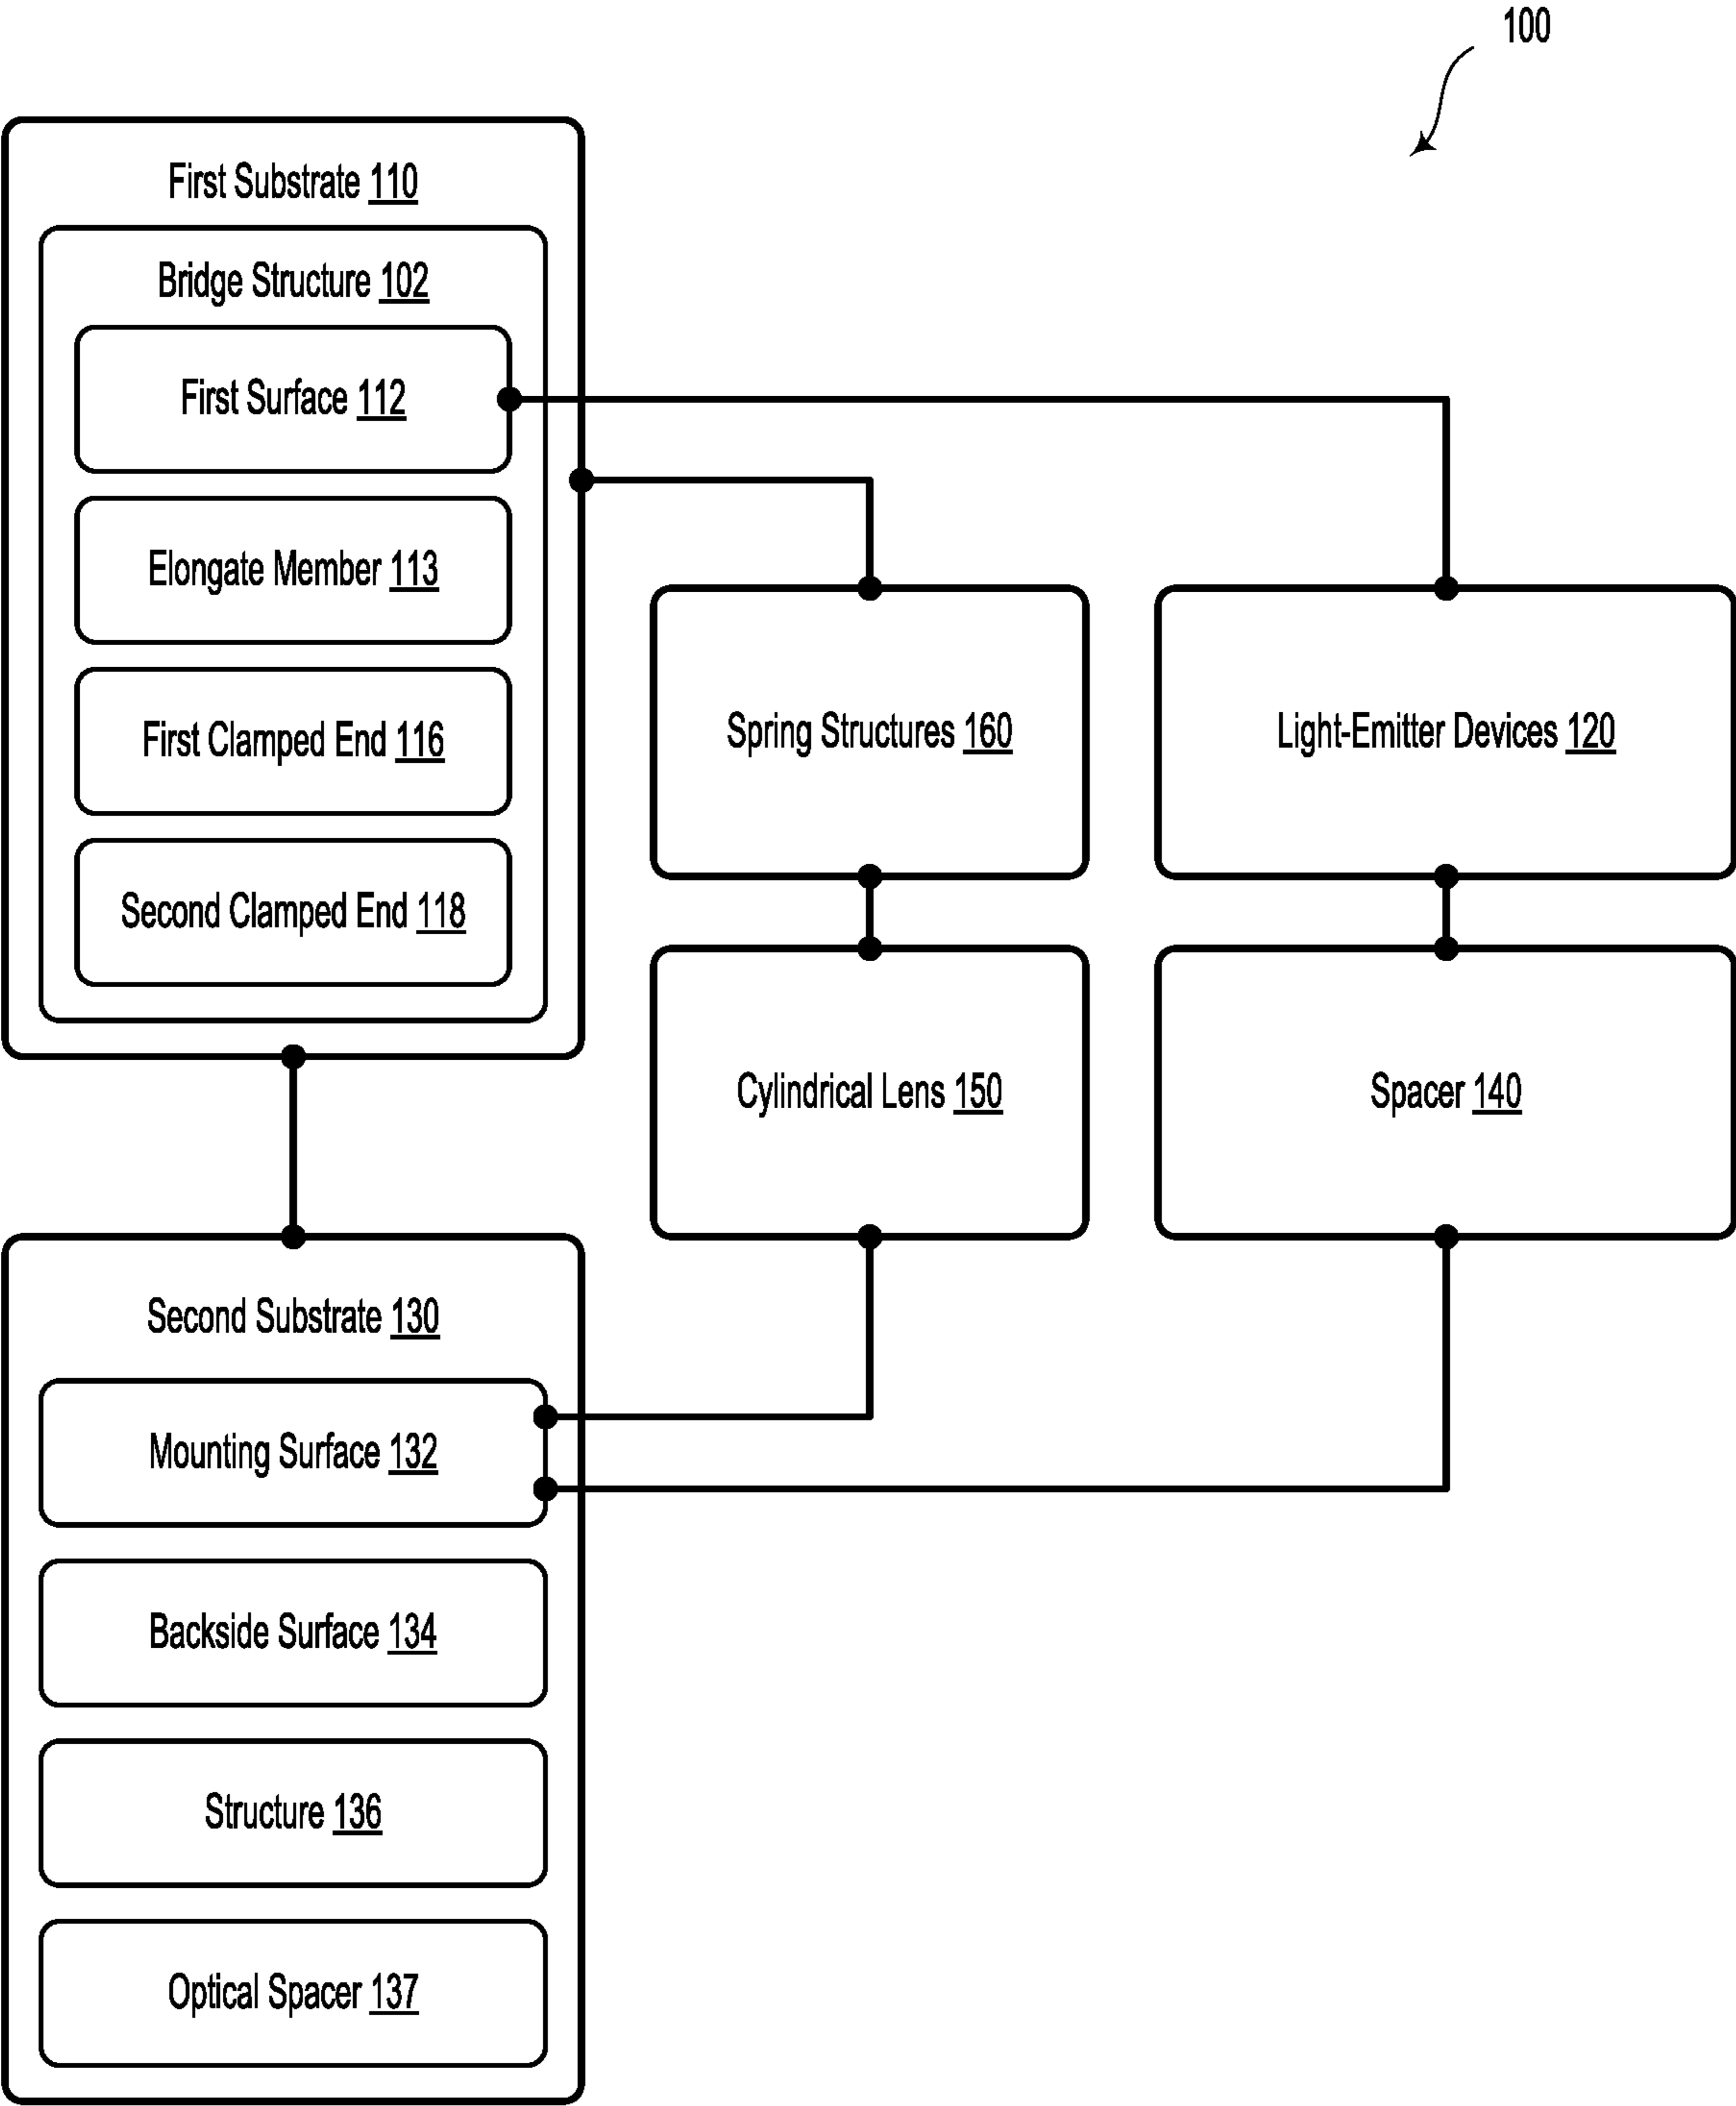 100
First Substrate 110
Bridge Structure 102
First Surface 112
Elongate Member 113
First Clamped End 116
Second Clamped End 118
Spring Structures 160
Light-Emitter Devices 120
Cylindrical Lens 150
Spacer 140
Second Substrate 130
Mounting Surface 132
Backside Surface 134
Structure 136
Optical Spacer 137